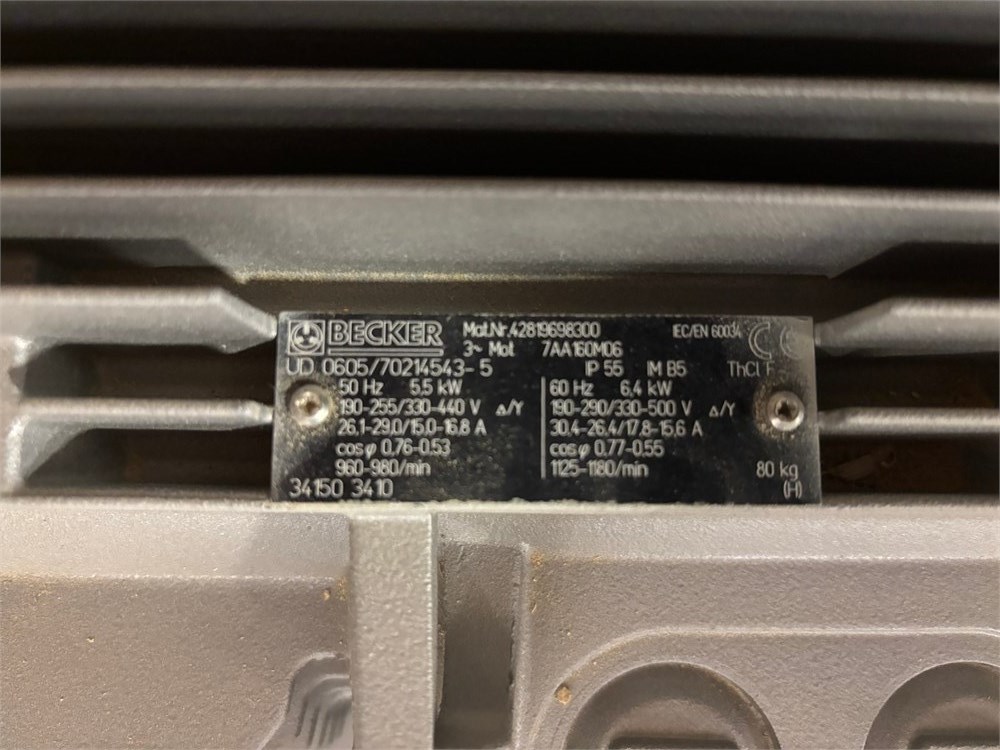 BECKER Mot.Nr. 42819698300 IEC/EN 60034 CE
3~ Mot 7AA160M06
UD 0605/70214543-5 IP 55 IM B5 ThCl F
50 Hz 5,5 kW
190-255/330-440 V △/Y
26.1-29.0/15.0-16.8 A
cosφ 0,76-0.53
960-980/min
60 Hz 6,4 kW
190-290/330-500 V △/Y
30.4-26.4/17.8-15,6 A
cosφ 0,77-0.55
1125-1180/min
80 kg
34150 3410 (H)